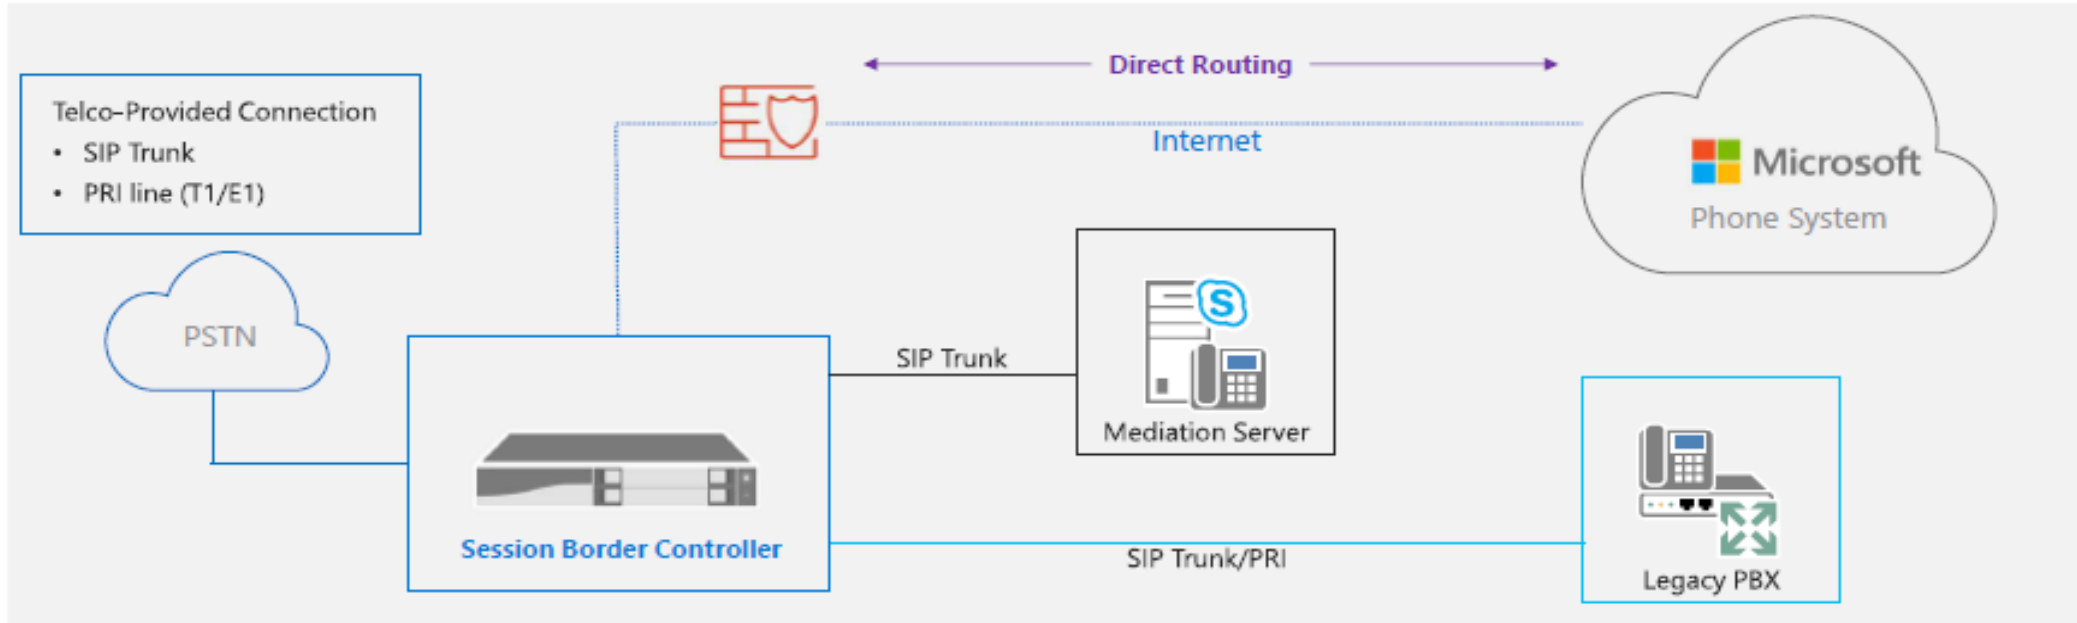 Direct Routing
Telco-Provided Connection
• SIP Trunk
• PRI line (T1/E1)
Internet
Microsoft
Phone System
PSTN
S
SIP Trunk
Mediation Server
Session Border Controller
SIP Trunk/PRI
Legacy PBX